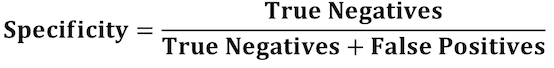 Specificity = True Negatives / True Negatives + False Positives